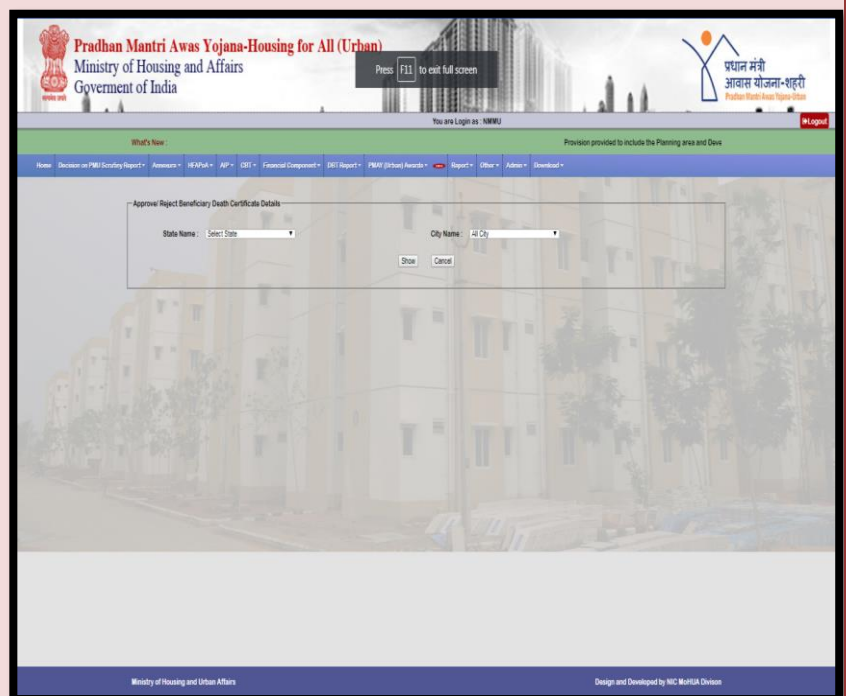 Pradhan Mantri Awas Yojana-Housing for All (Urban)
Ministry of Housing and Affairs
Goverment of India
Press F11 to exit full screen
प्रधान मंत्री
आवास योजना-शहरी
Pradhan Mantri Awas Yojana-Urban
You are Login as : NMMU
Logout
What's New :
Provision provided to include the Planning area and Deve
Home Decision on PMU Scrutiny Report Annexure HFAPoA AIP CBT Financial Component DBT Report PMAY (Urban) Awards Report Other Admin Download
Approve/ Reject Beneficiary Death Certificate Details
State Name : Select State City Name : All City
Show Cancel
Ministry of Housing and Urban Affairs
Design and Developed by NIC MoHUA Divison